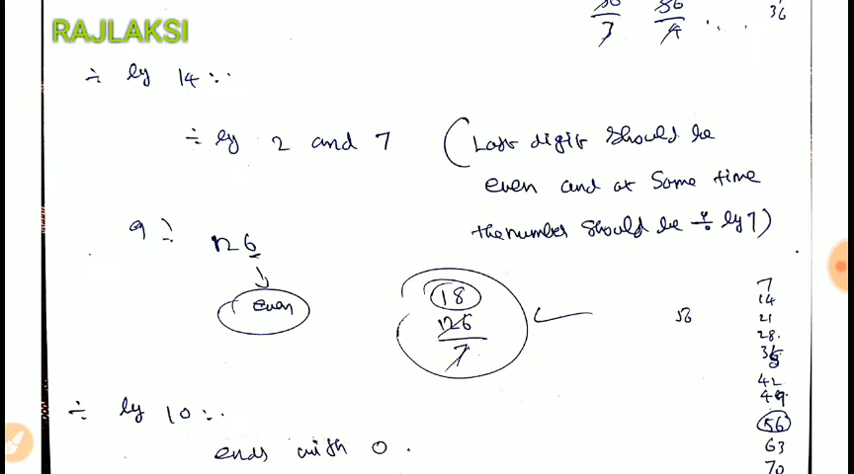 RAJLAKSI
36
56
7
÷ by 14:.
÷ by 2 and 7 (Last digit should be
even and at same time
the number should be ÷ by 7)
126
even
18
126
7
56
7
14
21
28
35
42
49
56
63
70
÷ by 10:.
ends with 0.